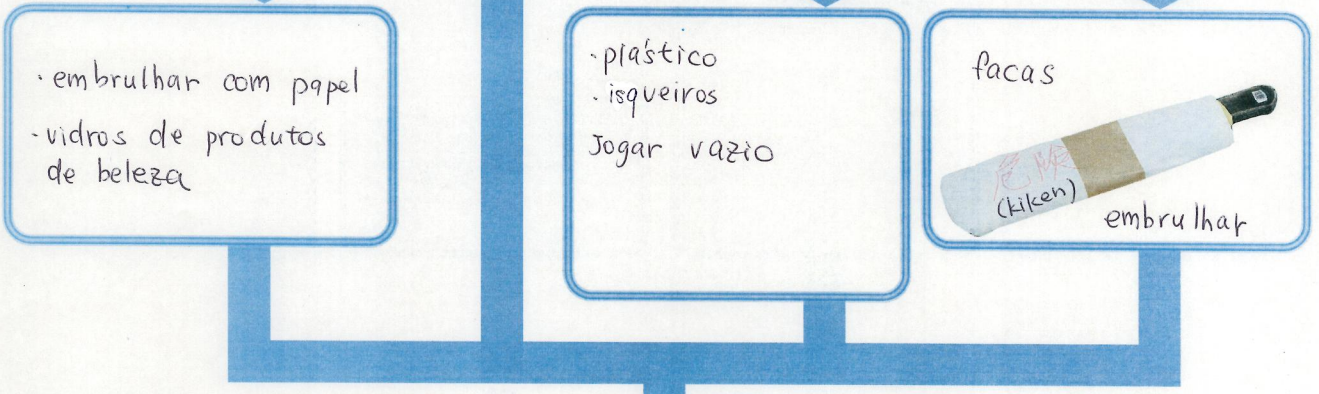 · embrulhar com papel
· vidros de produtos
de beleza
· plástico
· isqueiros
Jogar vazio
facas
危険
(kiken)
embrulhar